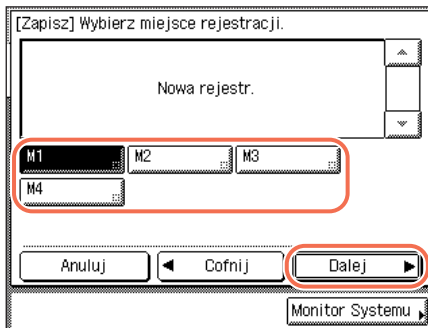 [Zapisz] Wybierz miejsce rejestracji.
Nowa rejestr.
M1 M2 M3
M4
Anuluj Cofnij Dalej
Monitor Systemu